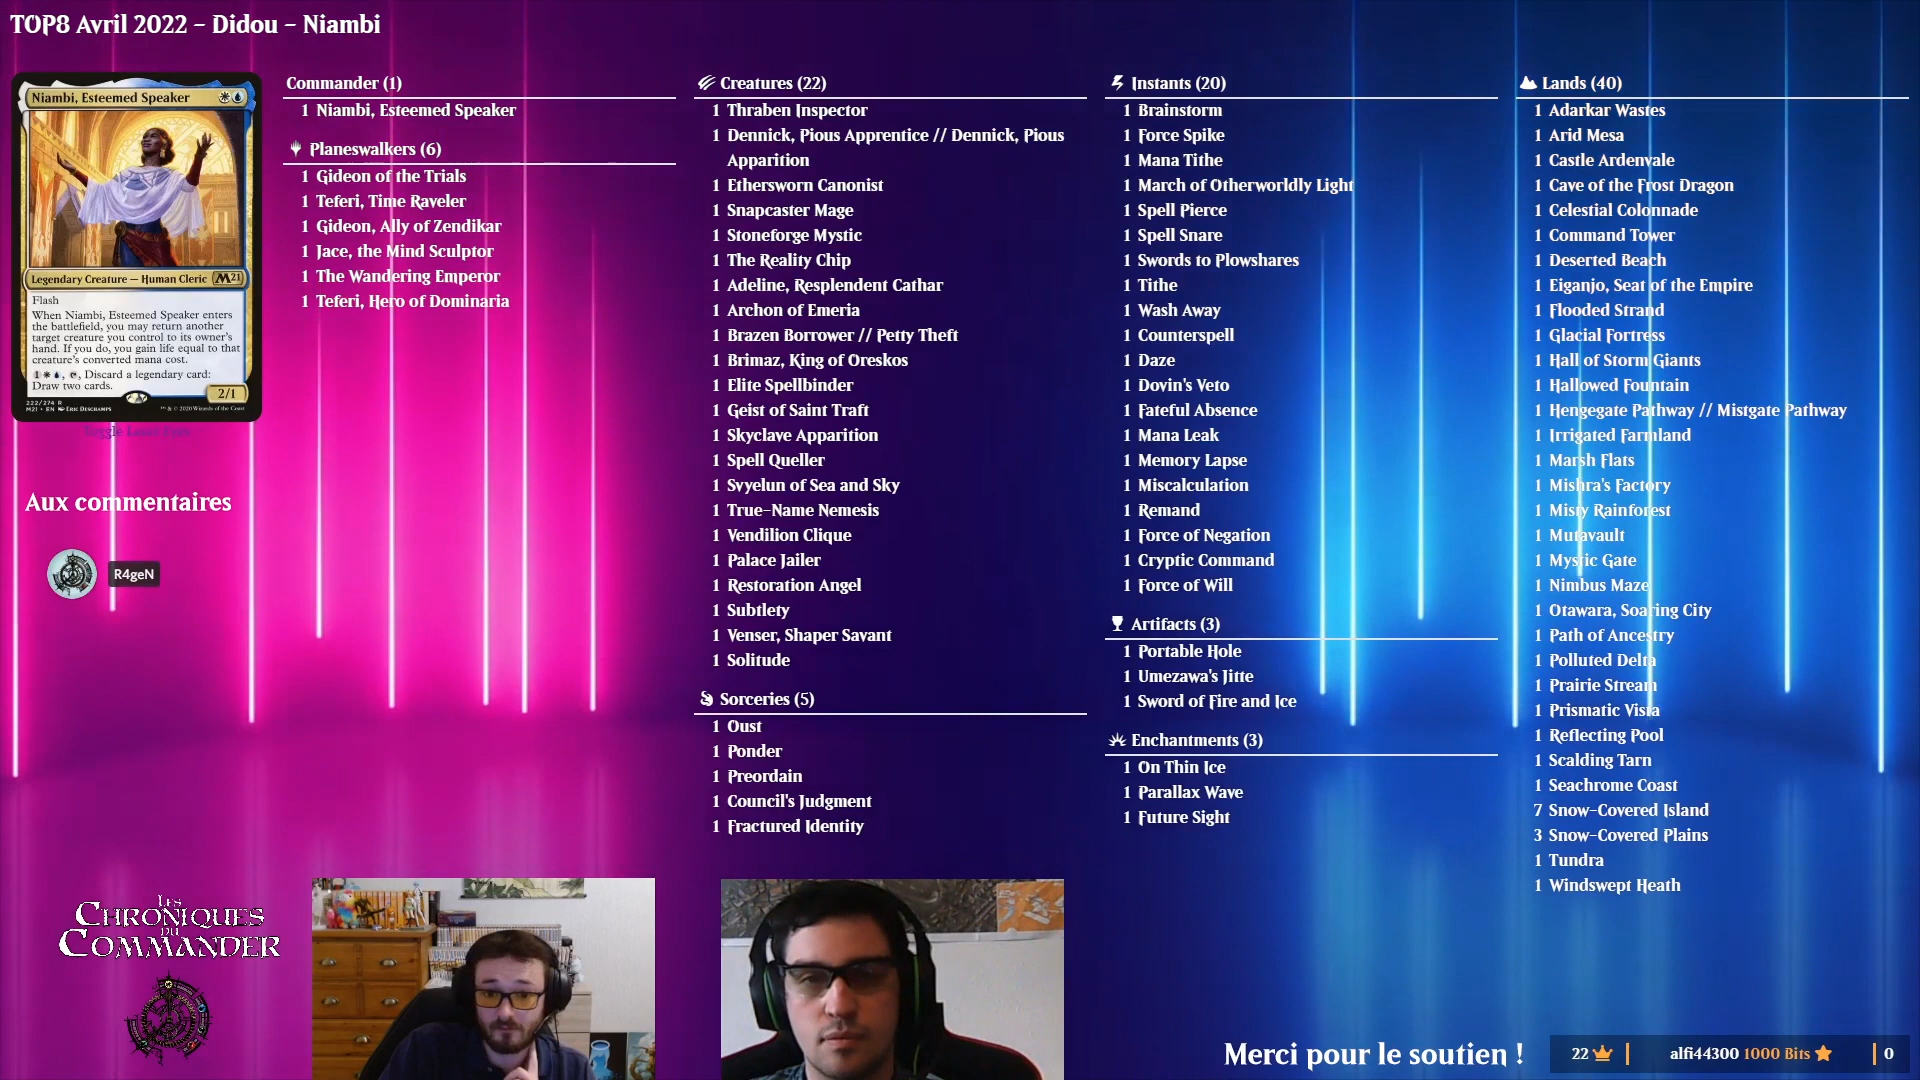 TOP8 Avril 2022 - Didou - Niambi
Niambi, Esteemed Speaker
Legendary Creature — Human Cleric
M21
Flash
When Niambi, Esteemed Speaker enters
the battlefield, you may return another
target creature you control to its owner's
hand. If you do, you gain life equal to that
creature's converted mana cost.
1, Discard a legendary card:
Draw two cards.
2/1
222/274 R
M21 • EN Eric Deschamps
™ & © 2020 Wizards of the Coast
Aux commentaires
R4geN
Commander (1)
1 Niambi, Esteemed Speaker
Planeswalkers (6)
1 Gideon of the Trials
1 Teferi, Time Raveler
1 Gideon, Ally of Zendikar
1 Jace, the Mind Sculptor
1 The Wandering Emperor
1 Teferi, Hero of Dominaria
Creatures (22)
1 Thraben Inspector
1 Dennick, Pious Apprentice // Dennick, Pious
Apparition
1 Ethersworn Canonist
1 Snapcaster Mage
1 Stoneforge Mystic
1 The Reality Chip
1 Adeline, Resplendent Cathar
1 Archon of Emeria
1 Brazen Borrower // Petty Theft
1 Brimaz, King of Oreskos
1 Elite Spellbinder
1 Geist of Saint Traft
1 Skyclave Apparition
1 Spell Queller
1 Svyelun of Sea and Sky
1 True-Name Nemesis
1 Vendilion Clique
1 Palace Jailer
1 Restoration Angel
1 Subtlety
1 Venser, Shaper Savant
1 Solitude
Sorceries (5)
1 Oust
1 Ponder
1 Preordain
1 Council's Judgment
1 Fractured Identity
Instants (20)
1 Brainstorm
1 Force Spike
1 Mana Tithe
1 March of Otherworldly Light
1 Spell Pierce
1 Spell Snare
1 Swords to Plowshares
1 Tithe
1 Wash Away
1 Counterspell
1 Daze
1 Dovin's Veto
1 Fateful Absence
1 Mana Leak
1 Memory Lapse
1 Miscalculation
1 Remand
1 Force of Negation
1 Cryptic Command
1 Force of Will
Artifacts (3)
1 Portable Hole
1 Umezawa's Jitte
1 Sword of Fire and Ice
Enchantments (3)
1 On Thin Ice
1 Parallax Wave
1 Future Sight
Lands (40)
1 Adarkar Wastes
1 Arid Mesa
1 Castle Ardenvale
1 Cave of the Frost Dragon
1 Celestial Colonnade
1 Command Tower
1 Deserted Beach
1 Eiganjo, Seat of the Empire
1 Flooded Strand
1 Glacial Fortress
1 Hall of Storm Giants
1 Hallowed Fountain
1 Hengegate Pathway // Mistgate Pathway
1 Irrigated Farmland
1 Marsh Flats
1 Mishra's Factory
1 Misty Rainforest
1 Mutavault
1 Mystic Gate
1 Nimbus Maze
1 Otawara, Soaring City
1 Path of Ancestry
1 Polluted Delta
1 Prairie Stream
1 Prismatic Vista
1 Reflecting Pool
1 Scalding Tarn
1 Seachrome Coast
7 Snow-Covered Island
3 Snow-Covered Plains
1 Tundra
1 Windswept Heath
LES
CHRONIQUES
DU
COMMANDER
Merci pour le soutien !
22
alfi44300 1000 Bits
0